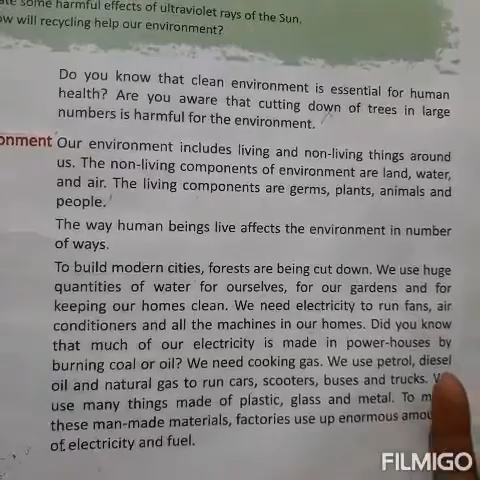 some harmful effects of ultraviolet rays of the Sun.
will recycling help our environment?
Do you know that clean environment is essential for human
health? Are you aware that cutting down of trees in large
numbers is harmful for the environment.
Our environment includes living and non-living things around
us. The non-living components of environment are land, water,
and air. The living components are germs, plants, animals and
people.
The way human beings live affects the environment in number
of ways.
To build modern cities, forests are being cut down. We use huge
quantities of water for ourselves, for our gardens and for
keeping our homes clean. We need electricity to run fans, air
conditioners and all the machines in our homes. Did you know
that much of our electricity is made in power-houses by
burning coal or oil? We need cooking gas. We use petrol, diesel
oil and natural gas to run cars, scooters, buses and trucks.
use many things made of plastic, glass and metal. To
these man-made materials, factories use up enormous
of electricity and fuel.
FILMIGO